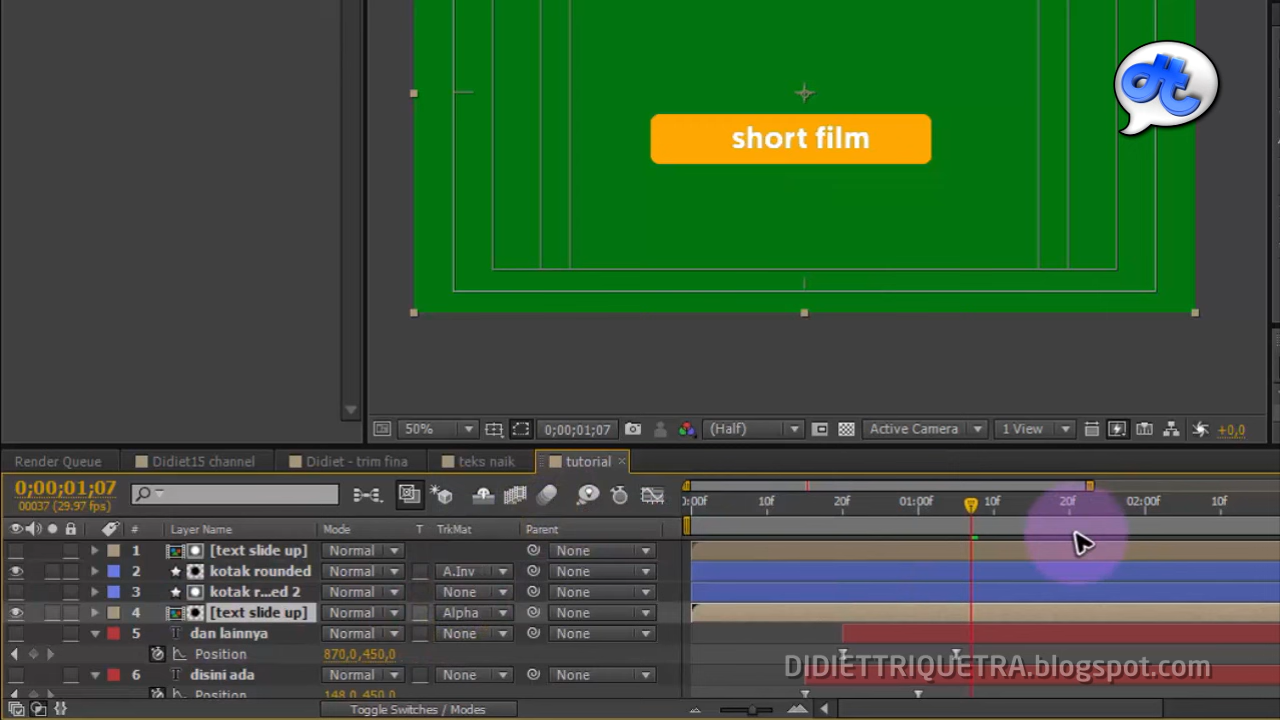 dt
short film
50%
0;00;01;07
(Half)
Active Camera
1 View
+0,0
Render Queue
Didiet15 channel
Didiet - trim fina
teks naik
tutorial
0;00;01;07
00037 (29.97 fps)
:00f
10f
20f
01:00f
10f
20f
02:00f
10f
#
Layer Name
Mode
T
TrkMat
Parent
1
[text slide up]
Normal
None
2
kotak rounded
Normal
A.Inv
None
3
kotak r...ed 2
Normal
None
None
4
[text slide up]
Normal
Alpha
None
5
T
dan lainnya
Normal
None
None
Position
870,0,450,0
6
T
disini ada
Normal
None
None
Position
148,0,450,0
Toggle Switches / Modes
DIDIETTRIQUETRA.blogspot.com